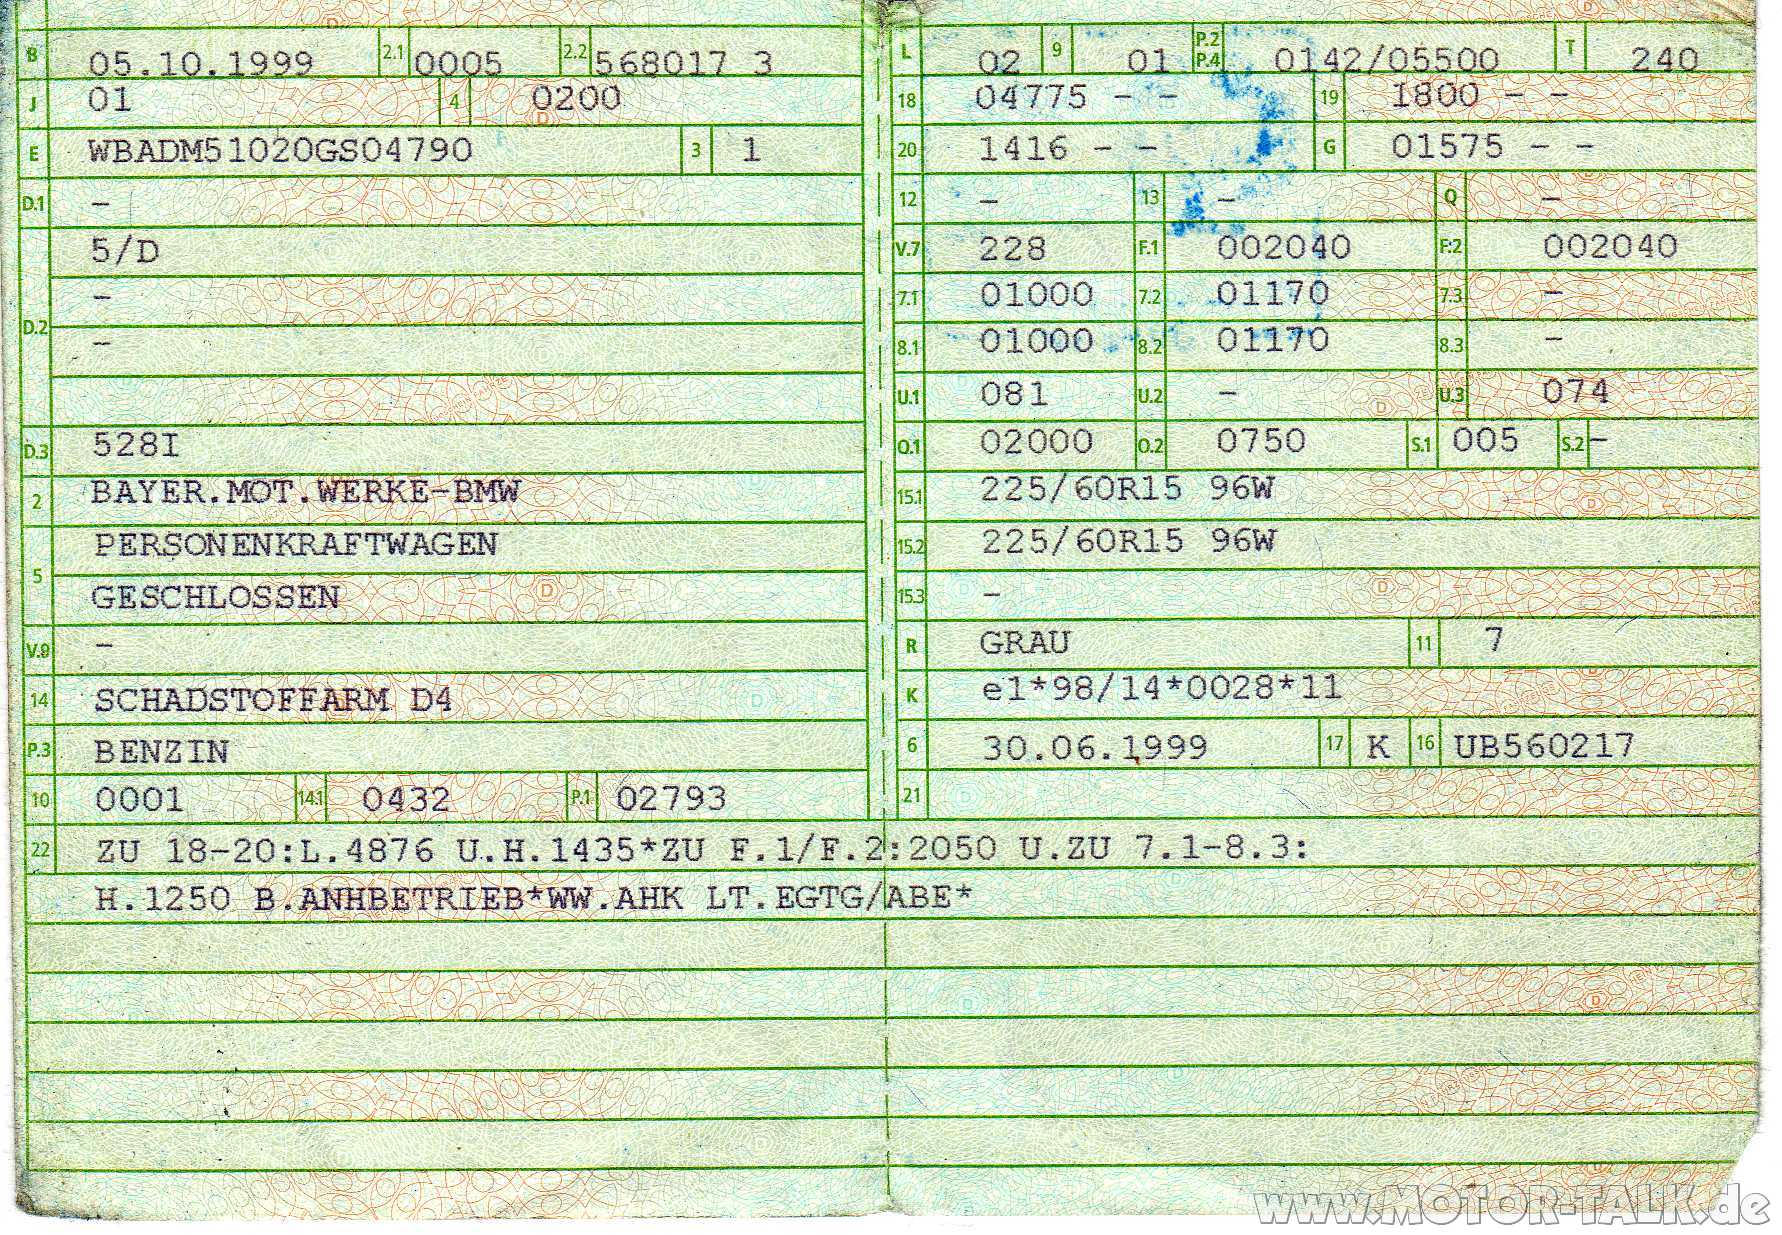 B 05.10.1999 2.1 0005 2.2 568017 3
J 01 4 0200
E WBADM51020GS04790 3 1
D.1 –
5/D
–
D.2
–
D.3 528I
2 BAYER.MOT.WERKE-BMW
PERSONENKRAFTWAGEN
5
GESCHLOSSEN
V.9 –
14 SCHADSTOFFARM D4
P.3 BENZIN
10 0001 14.1 0432 P.1 02793
L 02 9 01 P.2 P.4 0142/05500 T 240
18 04775 – – 19 1800 – –
20 1416 – – G 01575 – –
12 – 13 – Q –
V.7 228 F.1 002040 F.2 002040
7.1 01000 7.2 01170 7.3 –
8.1 01000 8.2 01170 8.3 –
U.1 081 U.2 – U.3 074
O.1 02000 O.2 0750 S.1 005 S.2 –
15.1 225/60R15 96W
15.2 225/60R15 96W
15.3 –
R GRAU 11 7
K e1*98/14*0028*11
6 30.06.1999 17 K 16 UB560217
21
22 ZU 18-20:L.4876 U.H.1435*ZU F.1/F.2:2050 U.ZU 7.1-8.3:
H.1250 B.ANHBETRIEB*WW.AHK LT.EGTG/ABE*
www.MOTOR-TALK.de